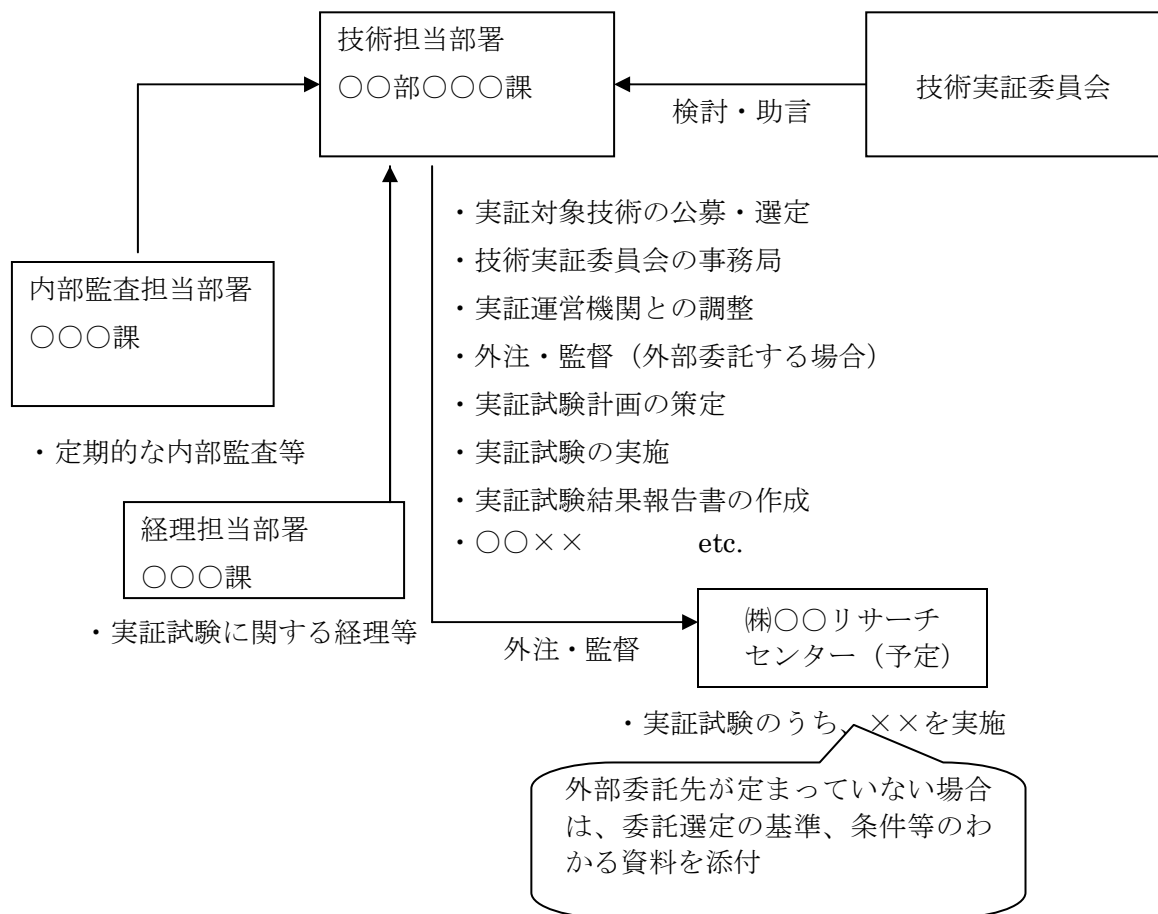 技術担当部署
○○部○○○課
技術実証委員会
検討・助言
・実証対象技術の公募・選定
・技術実証委員会の事務局
・実証運営機関との調整
・外注・監督（外部委託する場合）
・実証試験計画の策定
・実証試験の実施
・実証試験結果報告書の作成
・○○×× etc.
内部監査担当部署
○○○課
・定期的な内部監査等
経理担当部署
○○○課
・実証試験に関する経理等
外注・監督
㈱○○リサーチ
センター（予定）
・実証試験のうち、××を実施
外部委託先が定まっていない場合
は、委託選定の基準、条件等のわ
かる資料を添付